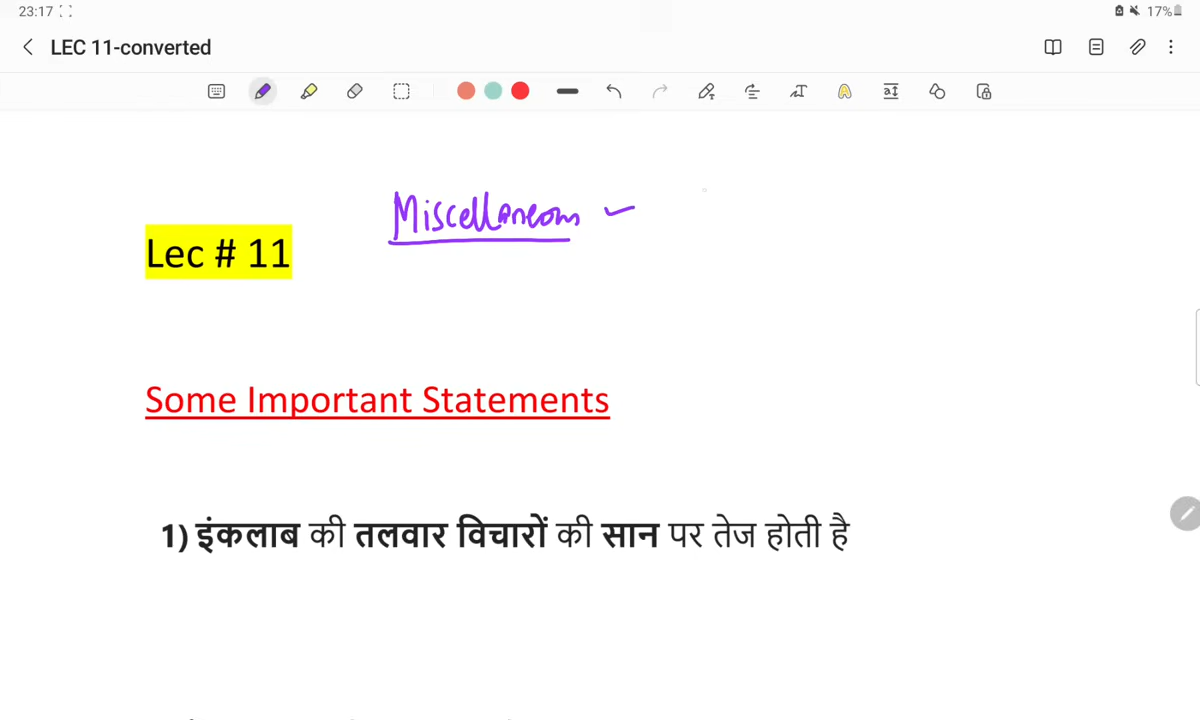 23:17
17%
LEC 11-converted
Miscellaneous
Lec # 11
Some Important Statements
1) इंकलाब की तलवार विचारों की सान पर तेज होती है